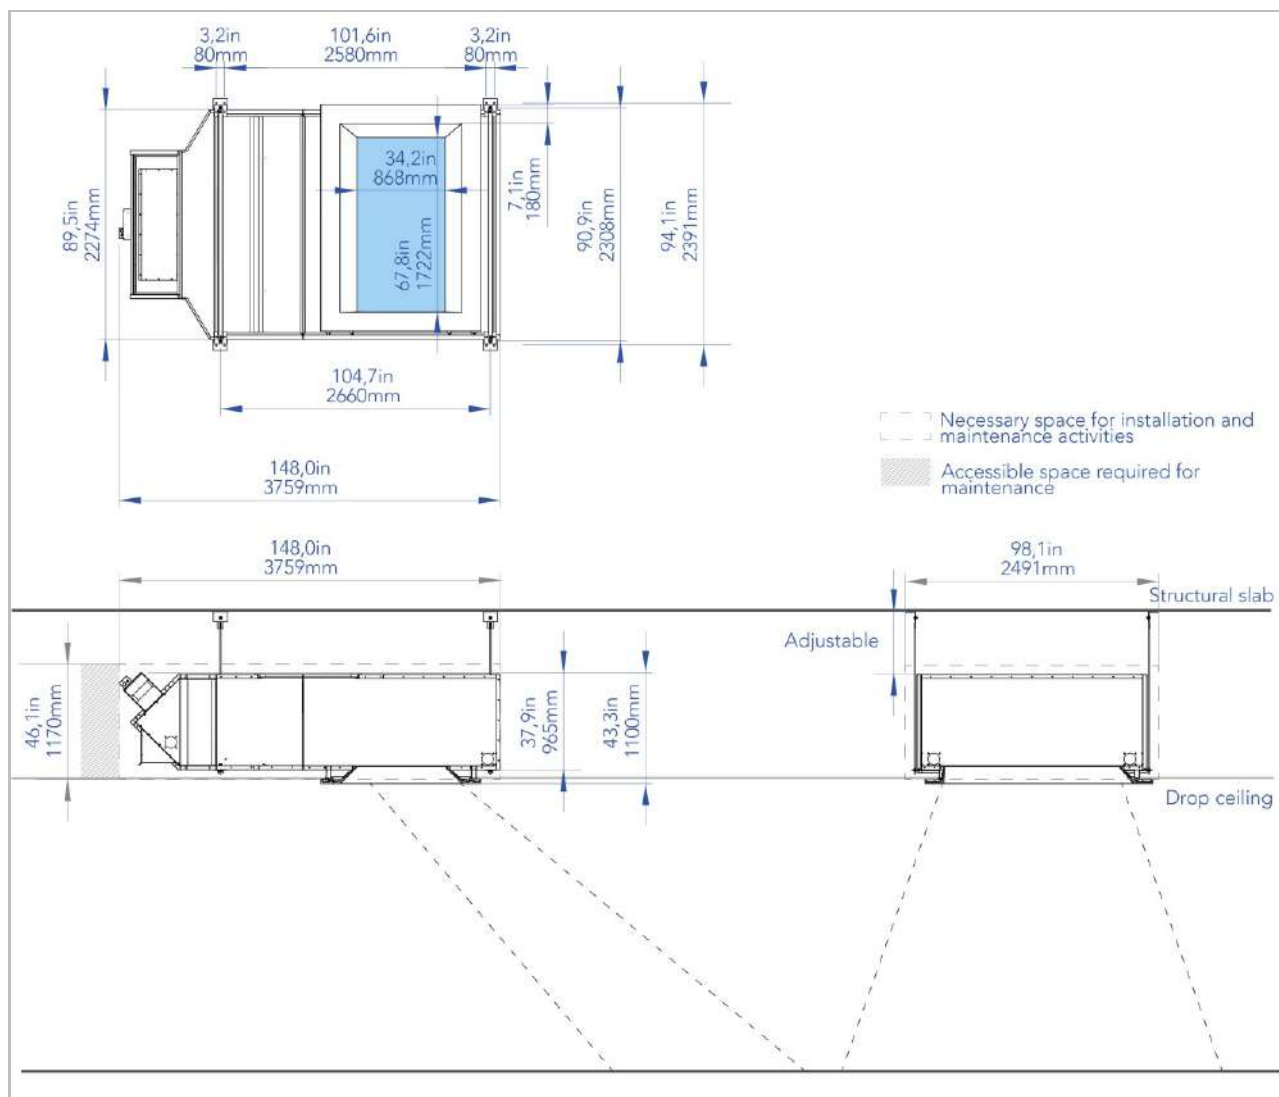 3,2in
80mm
101,6in
2580mm
3,2in
80mm
34,2in
868mm
67,8in
1722mm
7,1in
180mm
90,9in
2308mm
94,1in
2391mm
89,5in
2274mm
104,7in
2660mm
148,0in
3759mm
Necessary space for installation and
maintenance activities
Accessible space required for
maintenance
148,0in
3759mm
98,1in
2491mm
Structural slab
Adjustable
46,1in
1170mm
37,9in
965mm
43,3in
1100mm
Drop ceiling